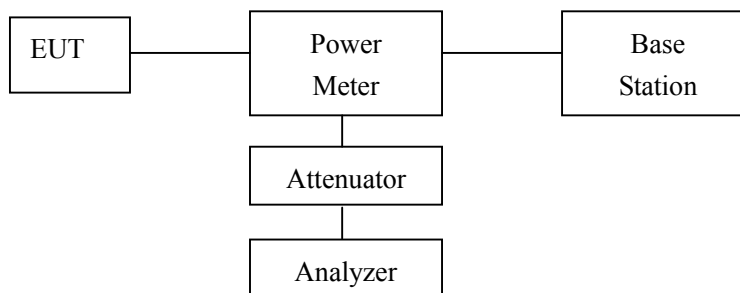 EUT
Power
Meter
Base
Station
Attenuator
Analyzer